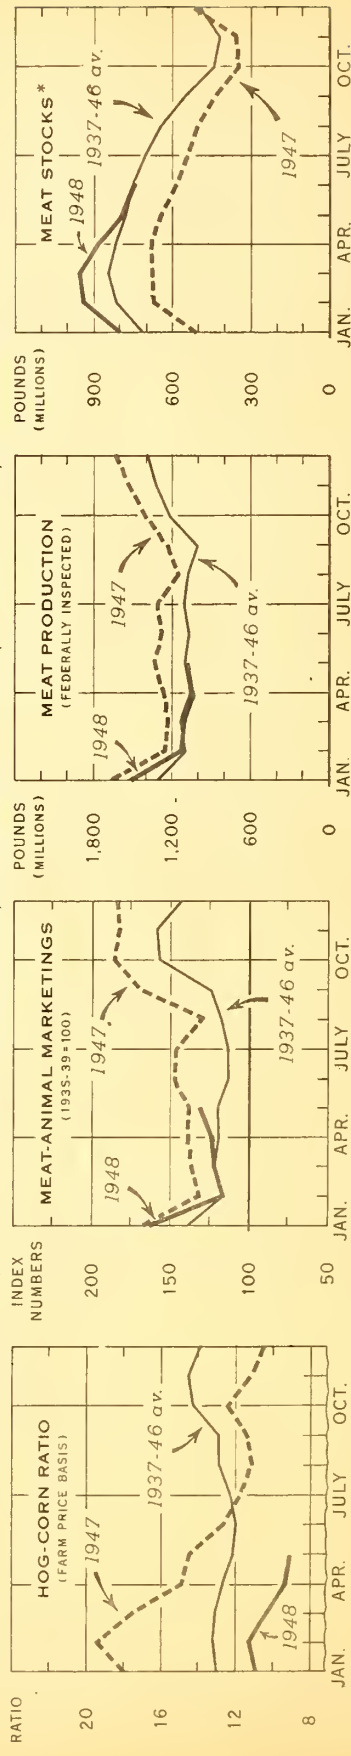 RATIO
20
16
12
8
HOG-CORN RATIO
(FARM PRICE BASIS)
1947
1937-46 av.
1948
JAN. APR. JULY OCT.
INDEX
NUMBERS
200
150
100
50
MEAT-ANIMAL MARKETINGS
(1935-39=100)
1948
1947
1937-46 av.
JAN. APR. JULY OCT.
POUNDS
(MILLIONS)
1,800
1,200
600
0
MEAT PRODUCTION
(FEDERALLY INSPECTED)
1948
1947
1937-46 av.
JAN. APR. JULY OCT.
POUNDS
(MILLIONS)
900
600
300
0
MEAT STOCKS*
1948
1937-46 av.
1947
JAN. APR. JULY OCT.